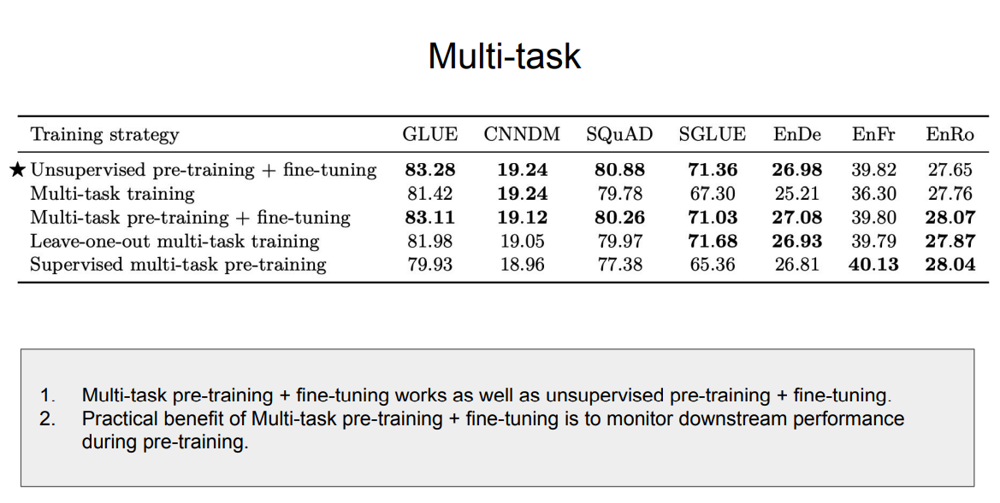 Multi-task
Training strategy GLUE CNNDM SQuAD SGLUE EnDe EnFr EnRo
★ Unsupervised pre-training + fine-tuning 83.28 19.24 80.88 71.36 26.98 39.82 27.65
Multi-task training 81.42 19.24 79.78 67.30 25.21 36.30 27.76
Multi-task pre-training + fine-tuning 83.11 19.12 80.26 71.03 27.08 39.80 28.07
Leave-one-out multi-task training 81.98 19.05 79.97 71.68 26.93 39.79 27.87
Supervised multi-task pre-training 79.93 18.96 77.38 65.36 26.81 40.13 28.04
1. Multi-task pre-training + fine-tuning works as well as unsupervised pre-training + fine-tuning.
2. Practical benefit of Multi-task pre-training + fine-tuning is to monitor downstream performance
during pre-training.